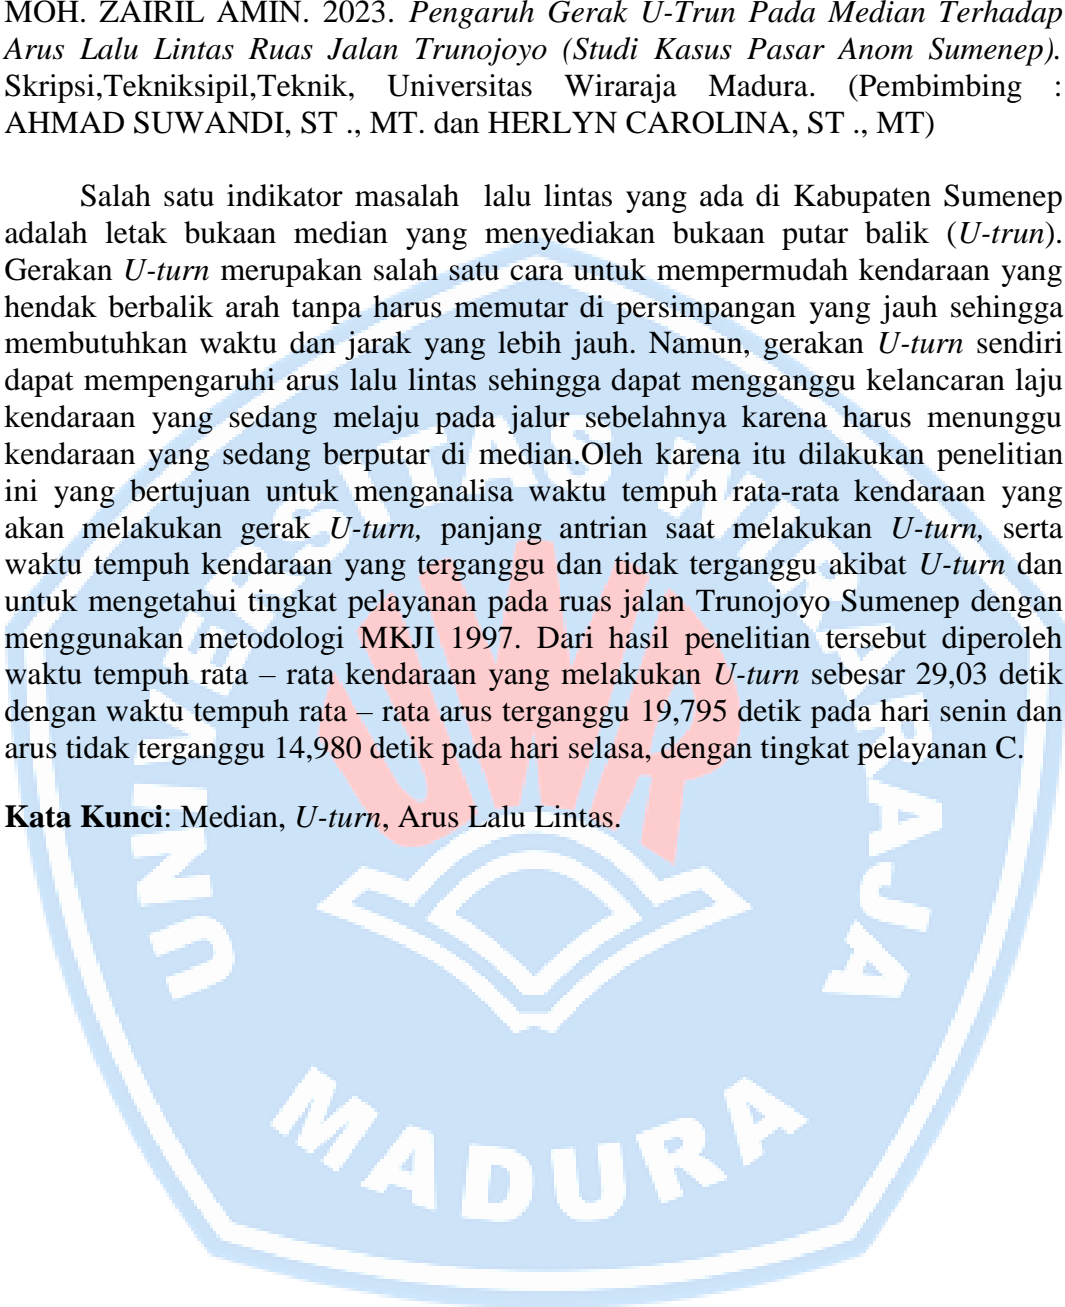 MOH. ZAIRIL AMIN. 2023. Pengaruh Gerak U-Trun Pada Median Terhadap
Arus Lalu Lintas Ruas Jalan Trunojoyo (Studi Kasus Pasar Anom Sumenep).
Skripsi,Tekniksipil,Teknik, Universitas Wiraraja Madura. (Pembimbing :
AHMAD SUWANDI, ST ., MT. dan HERLYN CAROLINA, ST ., MT)
Salah satu indikator masalah lalu lintas yang ada di Kabupaten Sumenep
adalah letak bukaan median yang menyediakan bukaan putar balik (U-trun).
Gerakan U-turn merupakan salah satu cara untuk mempermudah kendaraan yang
hendak berbalik arah tanpa harus memutar di persimpangan yang jauh sehingga
membutuhkan waktu dan jarak yang lebih jauh. Namun, gerakan U-turn sendiri
dapat mempengaruhi arus lalu lintas sehingga dapat mengganggu kelancaran laju
kendaraan yang sedang melaju pada jalur sebelahnya karena harus menunggu
kendaraan yang sedang berputar di median.Oleh karena itu dilakukan penelitian
ini yang bertujuan untuk menganalisa waktu tempuh rata-rata kendaraan yang
akan melakukan gerak U-turn, panjang antrian saat melakukan U-turn, serta
waktu tempuh kendaraan yang terganggu dan tidak terganggu akibat U-turn dan
untuk mengetahui tingkat pelayanan pada ruas jalan Trunojoyo Sumenep dengan
menggunakan metodologi MKJI 1997. Dari hasil penelitian tersebut diperoleh
waktu tempuh rata – rata kendaraan yang melakukan U-turn sebesar 29,03 detik
dengan waktu tempuh rata – rata arus terganggu 19,795 detik pada hari senin dan
arus tidak terganggu 14,980 detik pada hari selasa, dengan tingkat pelayanan C.
Kata Kunci: Median, U-turn, Arus Lalu Lintas.
UNIVERSITAS WIRARAJA
UWR
MADURA